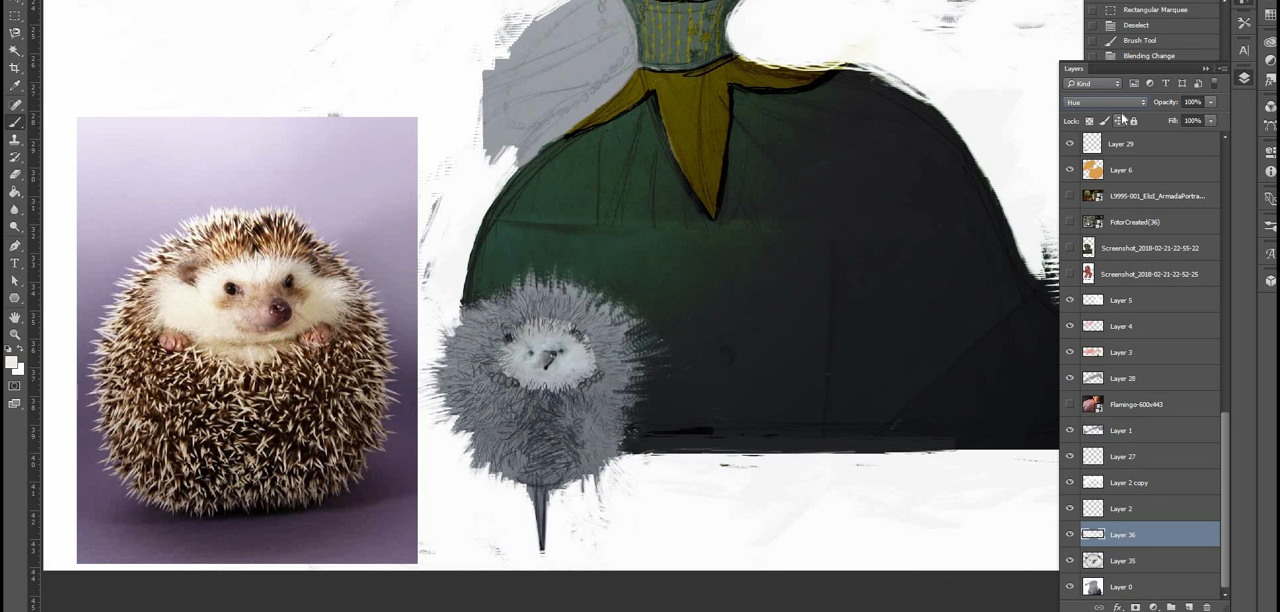 Rectangular Marquee
Deselect
Brush Tool
Blending Change
Layers
Kind
Hue
Opacity: 100%
Lock:
Fill: 100%
Layer 29
Layer 6
L9995-001_ElizI_ArmadaPortra...
FotorCreated(36)
Screenshot_2018-02-21-22-55-22
Screenshot_2018-02-21-22-52-25
Layer 5
Layer 4
Layer 3
Layer 28
Flamingo-600x443
Layer 1
Layer 27
Layer 2 copy
Layer 2
Layer 36
Layer 35
Layer 0